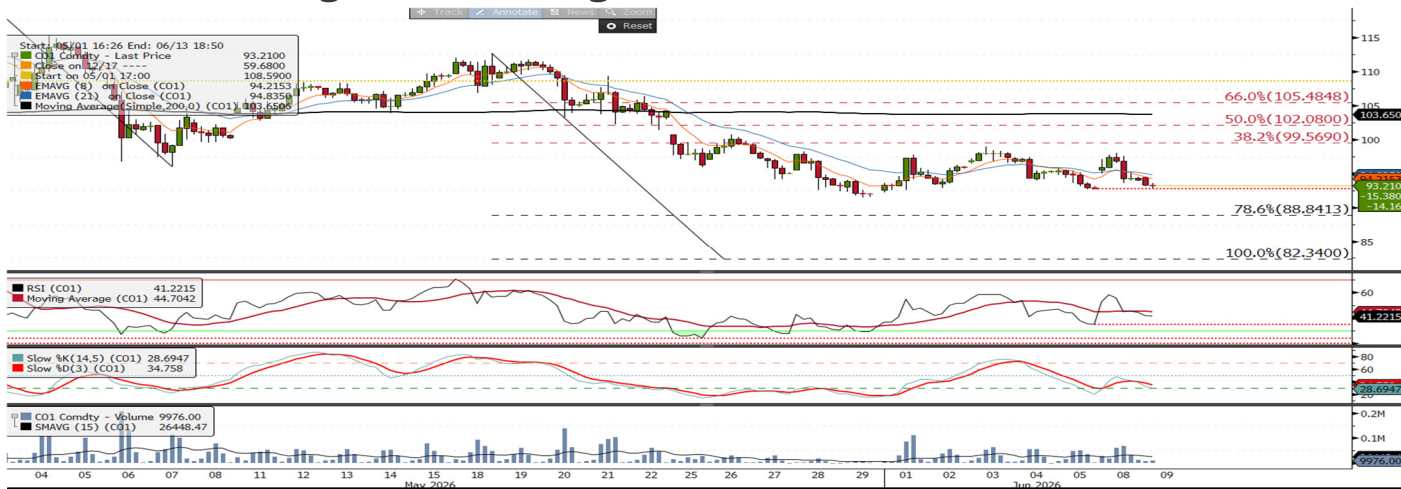 Track Annotate News Zoom
Reset
Start: 05/01 16:26 End: 06/13 18:50
CO1 Comdty - Last Price 93.2100
Close on 12/17 ---- 59.6800
Start on 05/01 17:00 108.5900
EMAVG (8) on Close (CO1) 94.2153
EMAVG (21) on Close (CO1) 94.8350
Moving Average(Simple,200,0) (CO1) 103.6506
115
110
105
103.650
100
93.210
-15.380
-14.16
85
66.0%(105.4848)
50.0%(102.0800)
38.2%(99.5690)
78.6%(88.8413)
100.0%(82.3400)
RSI (CO1) 41.2215
Moving Average (CO1) 44.7042
60
41.2215
Slow %K(14,5) (CO1) 28.6947
Slow %D(3) (CO1) 34.758
80
60
28.6947
20
CO1 Comdty - Volume 9976.00
SMAVG (15) (CO1) 26448.47
0.2M
0.1M
9976.00
04 05 06 07 08 11 12 13 14 15 18 19 20 21 22 25 26 27 28 29 01 02 03 04 05 08 09
May 2026 Jun 2026